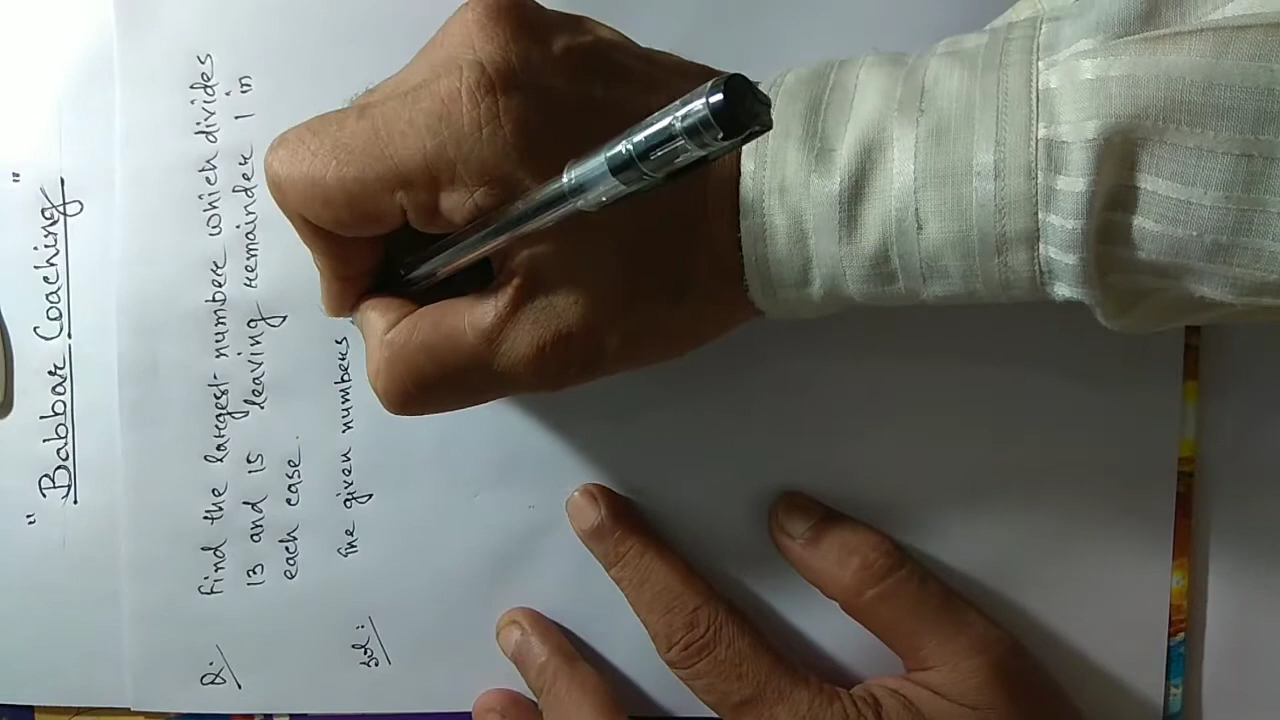 "Babbar Coaching"
Q:- Find the largest number which divides
13 and 15 leaving remainder 1 in
each case.
Sol: The given numbers